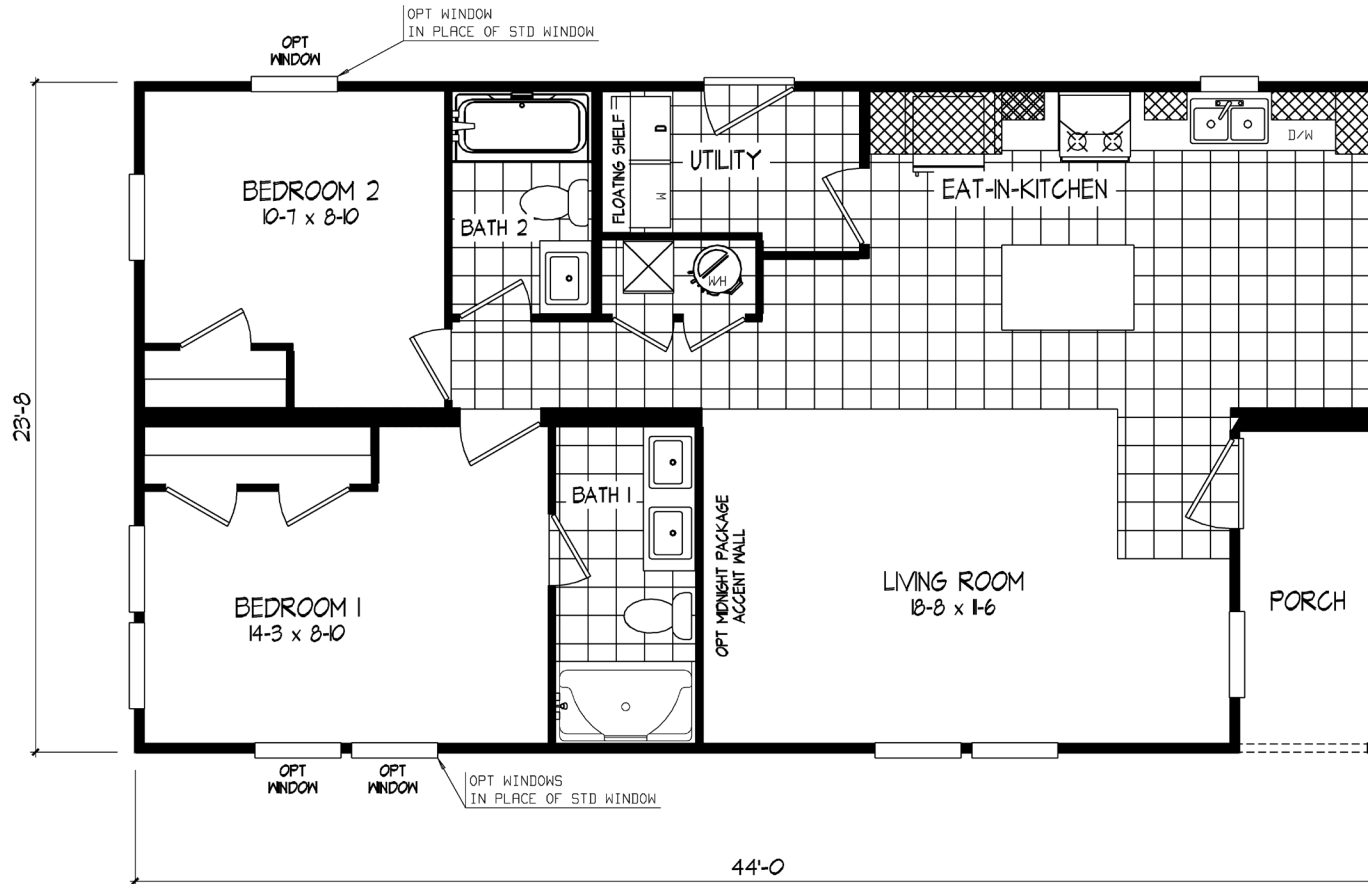 OPT WINDOW
IN PLACE OF STD WINDOW
OPT
WINDOW
BEDROOM 2
10-7 x 8-10
BATH 2
FLOATING SHELF
D
M
UTILITY
W/H
EAT-IN-KITCHEN
D/W
23'-8
BEDROOM 1
14-3 x 8-10
BATH 1
OPT MIDNIGHT PACKAGE
ACCENT WALL
LIVING ROOM
18-8 x 11-6
PORCH
OPT
WINDOW
OPT
WINDOW
OPT WINDOWS
IN PLACE OF STD WINDOW
44'-0